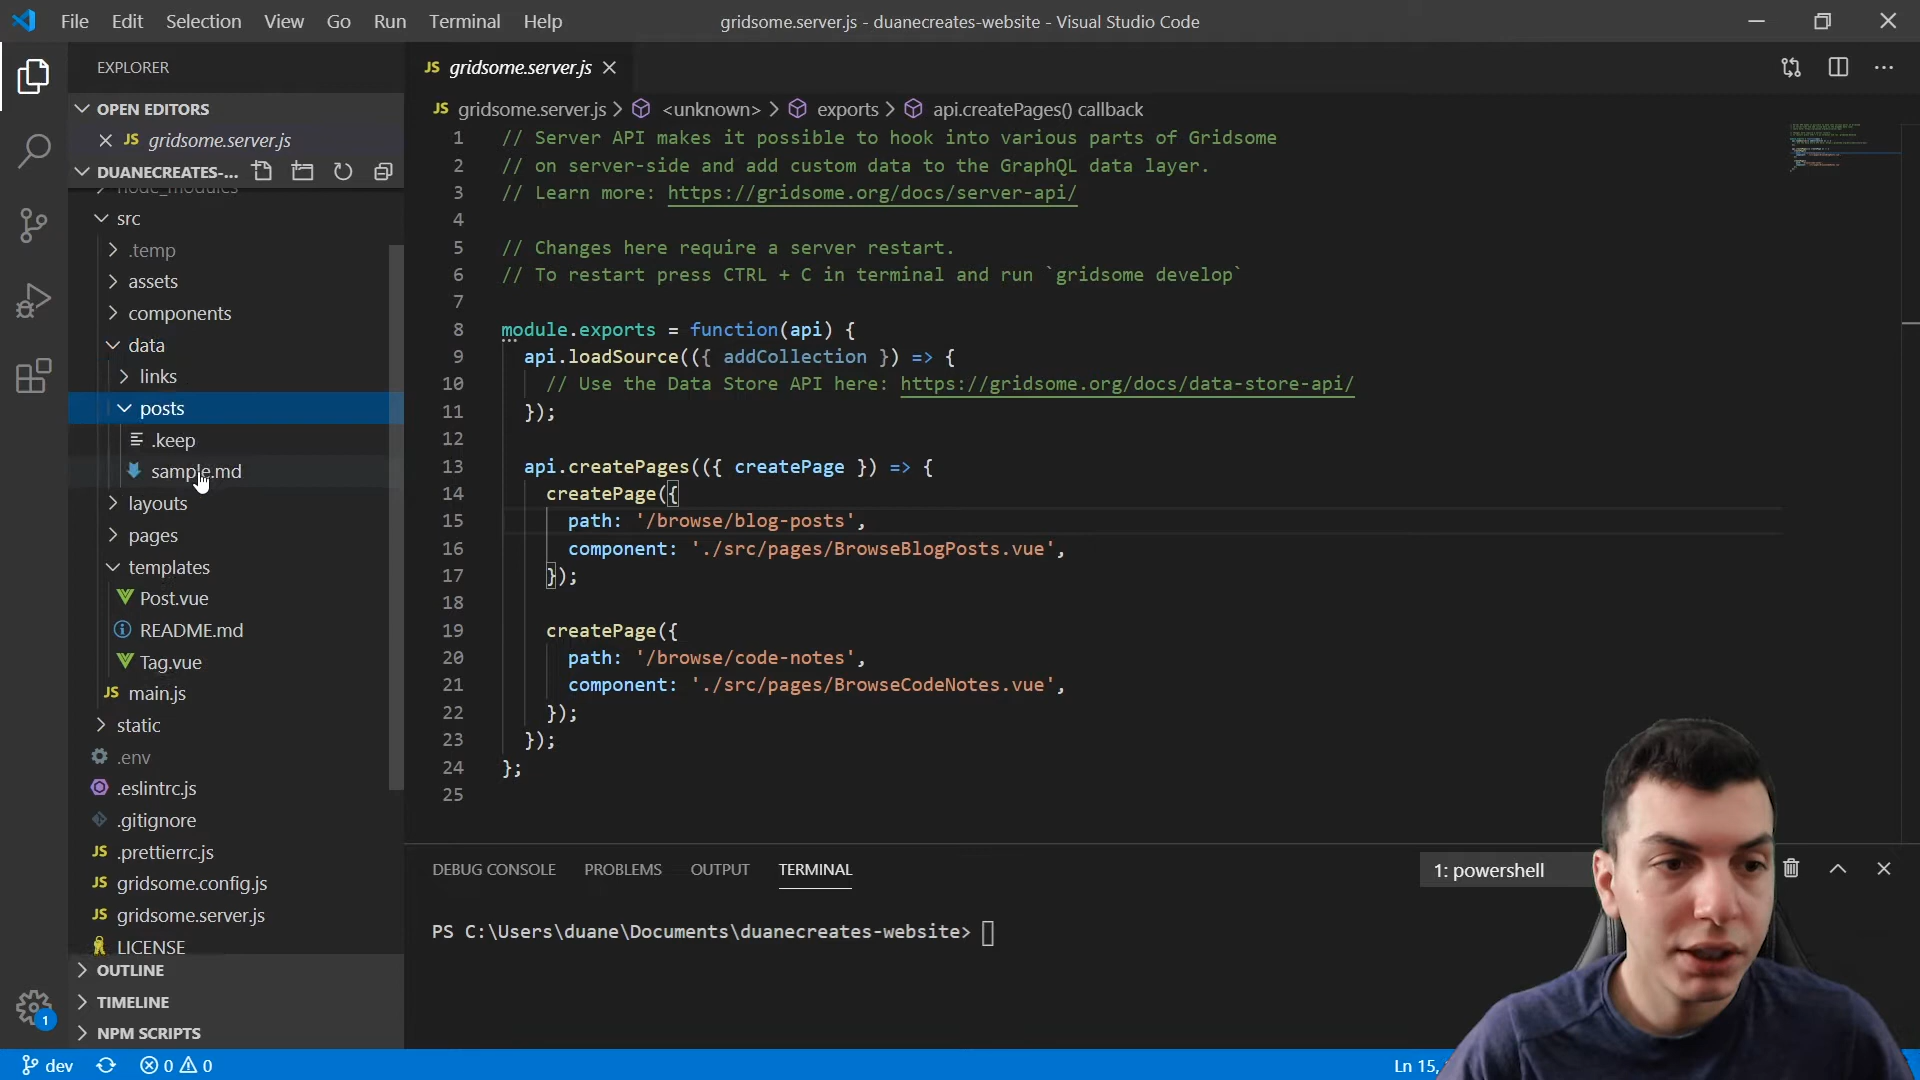 File Edit Selection View Go Run Terminal Help
gridsome.server.js - duanecreates-website - Visual Studio Code
EXPLORER
OPEN EDITORS
JS gridsome.server.js
DUANECREATES-...
node_modules
src
.temp
assets
components
data
links
posts
.keep
sample.md
layouts
pages
templates
Post.vue
README.md
Tag.vue
JS main.js
static
.env
.eslintrc.js
.gitignore
JS .prettierrc.js
JS gridsome.config.js
JS gridsome.server.js
LICENSE
OUTLINE
TIMELINE
NPM SCRIPTS
1
JS gridsome.server.js
JS gridsome.server.js > <unknown> > exports > api.createPages() callback
1 // Server API makes it possible to hook into various parts of Gridsome
2 // on server-side and add custom data to the GraphQL data layer.
3 // Learn more: https://gridsome.org/docs/server-api/
4
5 // Changes here require a server restart.
6 // To restart press CTRL + C in terminal and run `gridsome develop`
7
8 module.exports = function(api) {
9 api.loadSource(({ addCollection }) => {
10 // Use the Data Store API here: https://gridsome.org/docs/data-store-api/
11 });
12
13 api.createPages(({ createPage }) => {
14 createPage({
15 path: '/browse/blog-posts',
16 component: './src/pages/BrowseBlogPosts.vue',
17 });
18
19 createPage({
20 path: '/browse/code-notes',
21 component: './src/pages/BrowseCodeNotes.vue',
22 });
23 });
24 };
25
DEBUG CONSOLE PROBLEMS OUTPUT TERMINAL
1: powershell
PS C:\Users\duane\Documents\duanecreates-website>
dev 0 0
Ln 15,